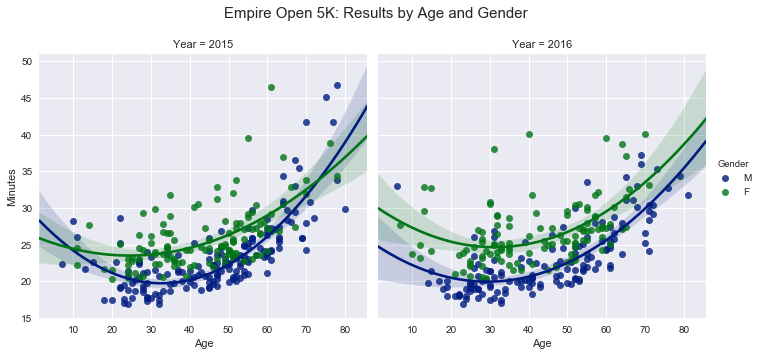 Empire Open 5K: Results by Age and Gender
Year = 2015
Year = 2016
50
45
40
35
30
25
20
15
Minutes
10 20 30 40 50 60 70 80
10 20 30 40 50 60 70 80
Age
Age
Gender
M
F